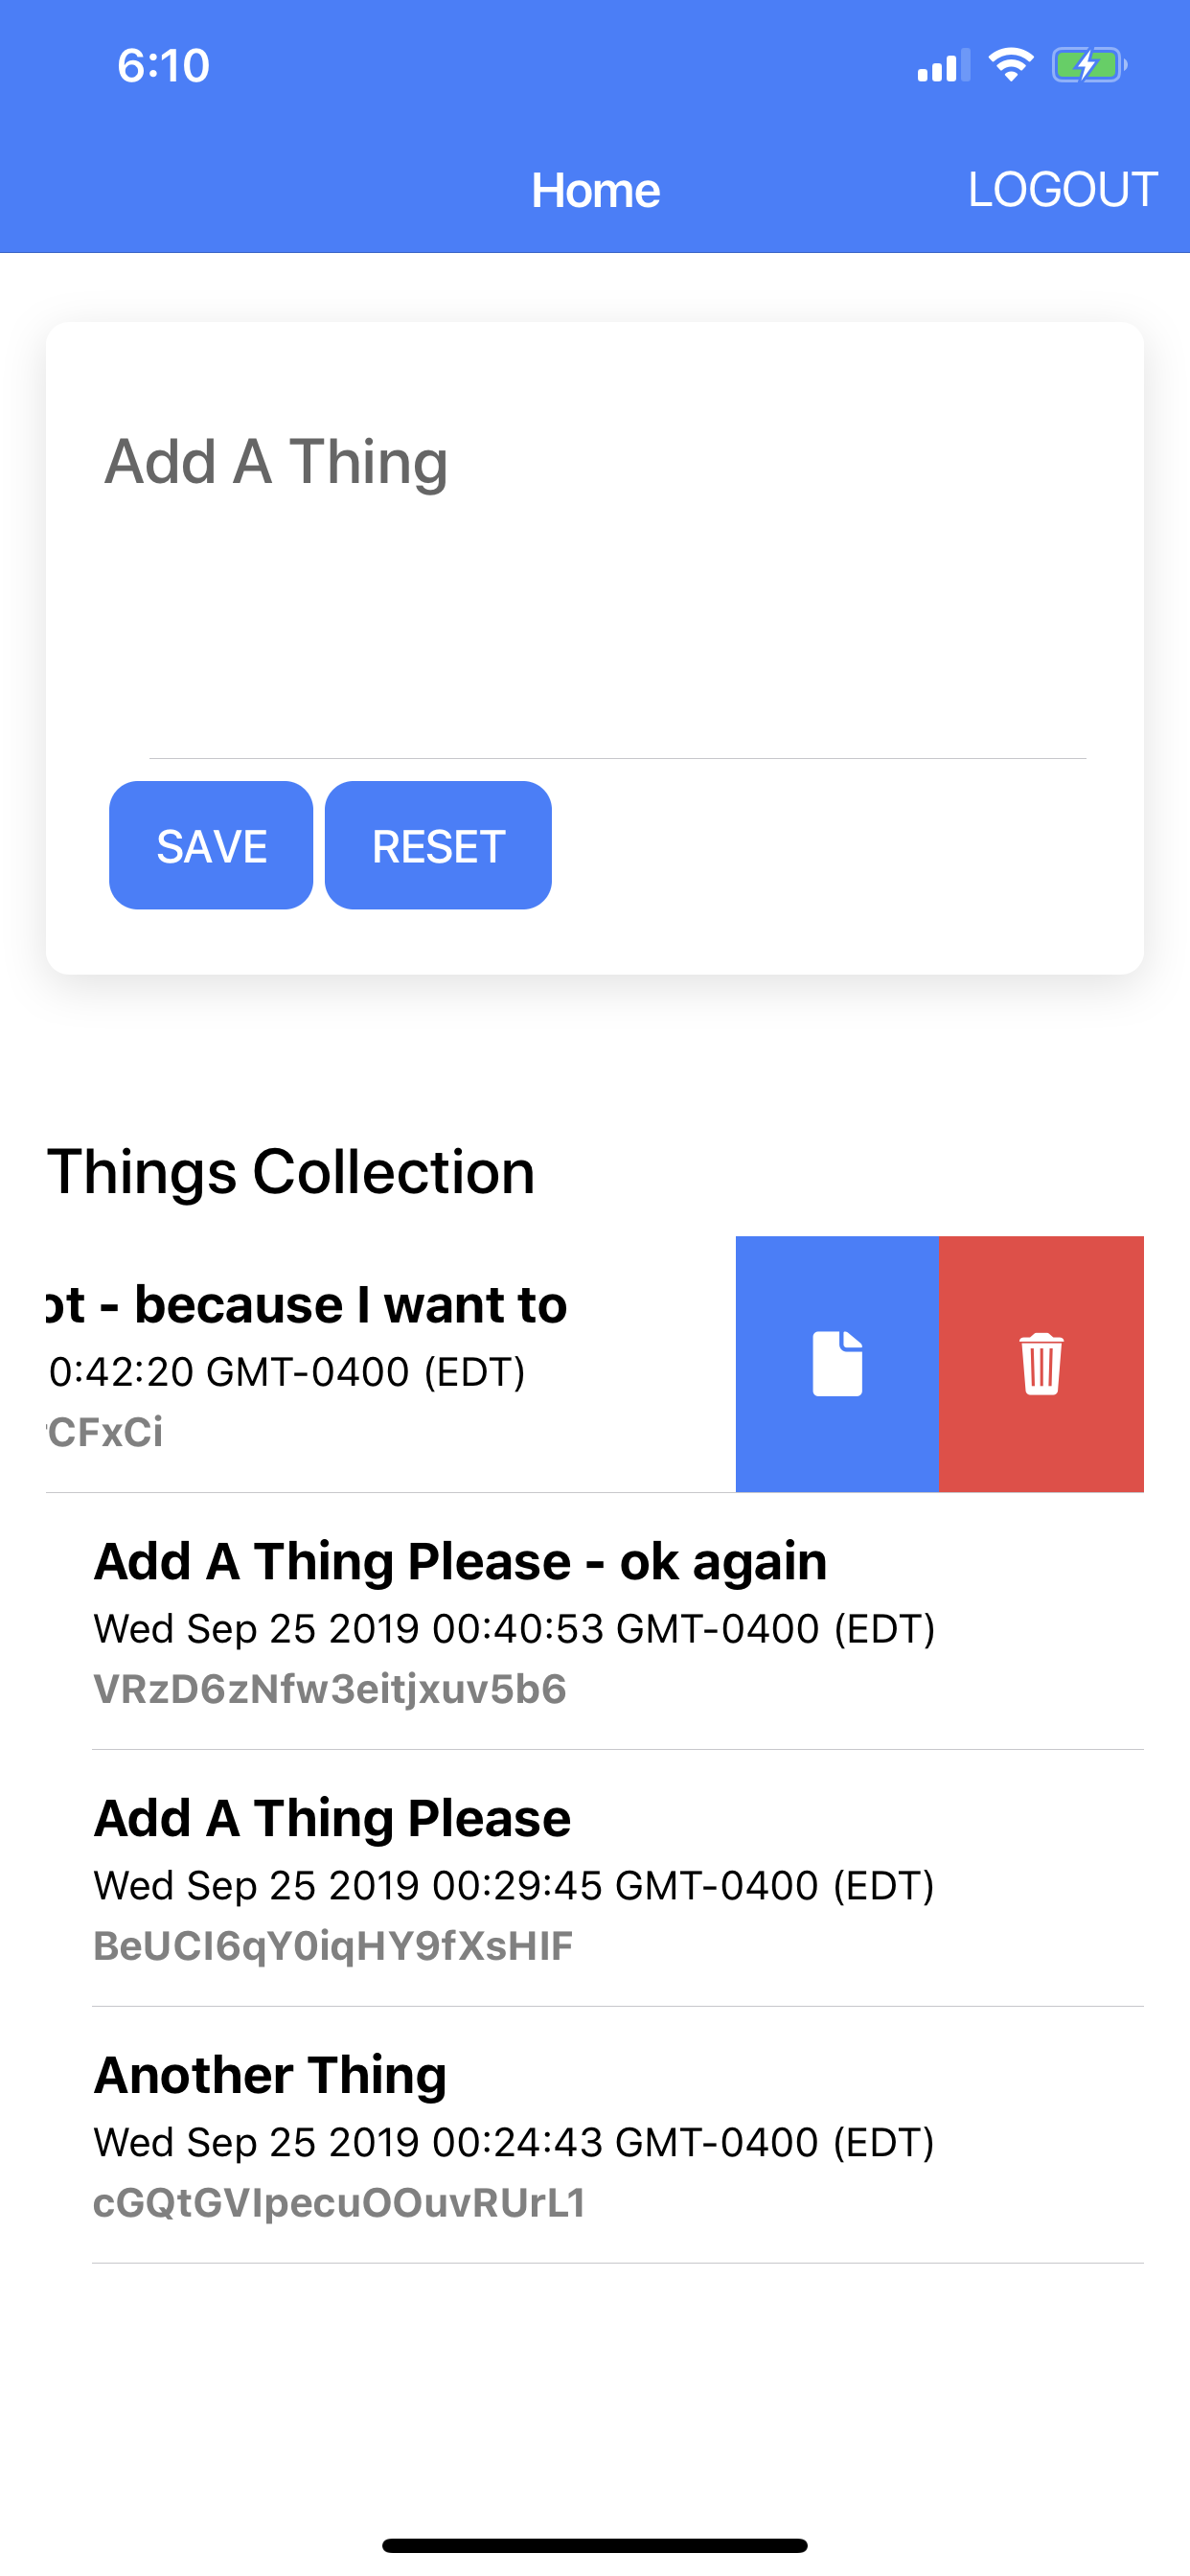 6:10
Home
LOGOUT
Add A Thing
SAVE RESET
Things Collection
- because I want to
0:42:20 GMT-0400 (EDT)
CFxCi
Add A Thing Please - ok again
Wed Sep 25 2019 00:40:53 GMT-0400 (EDT)
VRzD6zNfw3eitjxuv5b6
Add A Thing Please
Wed Sep 25 2019 00:29:45 GMT-0400 (EDT)
Another Thing
Wed Sep 25 2019 00:24:43 GMT-0400 (EDT)